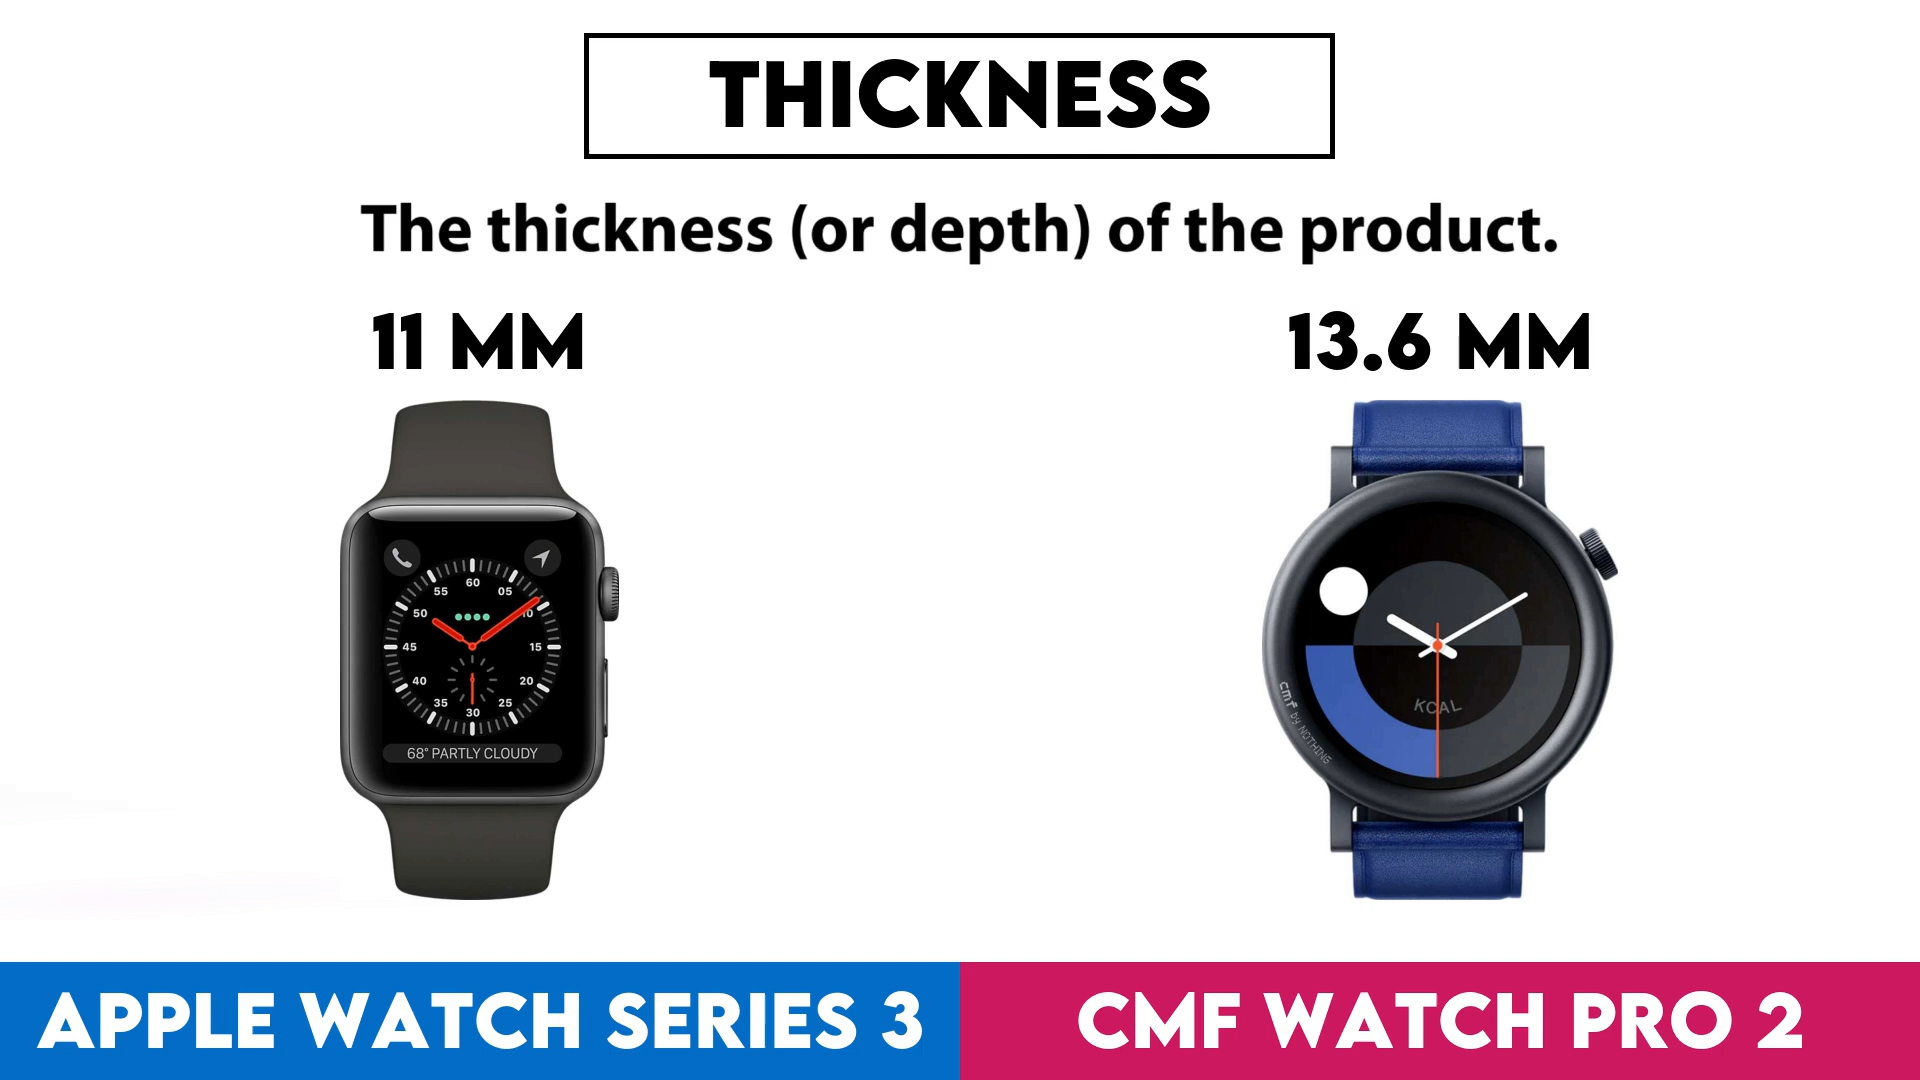 THICKNESS
The thickness (or depth) of the product.
11 MM
13.6 MM
60
55 05
50 10
45 15
40 20
35 25
30
68° PARTLY CLOUDY
KCAL
cmf by NOTHING
APPLE WATCH SERIES 3
CMF WATCH PRO 2